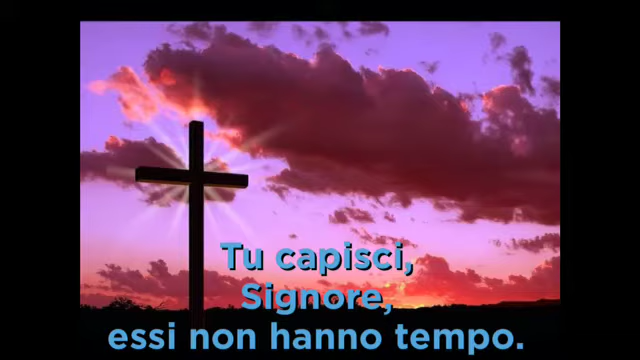 Tu capisci,
Signore,
essi non hanno tempo.